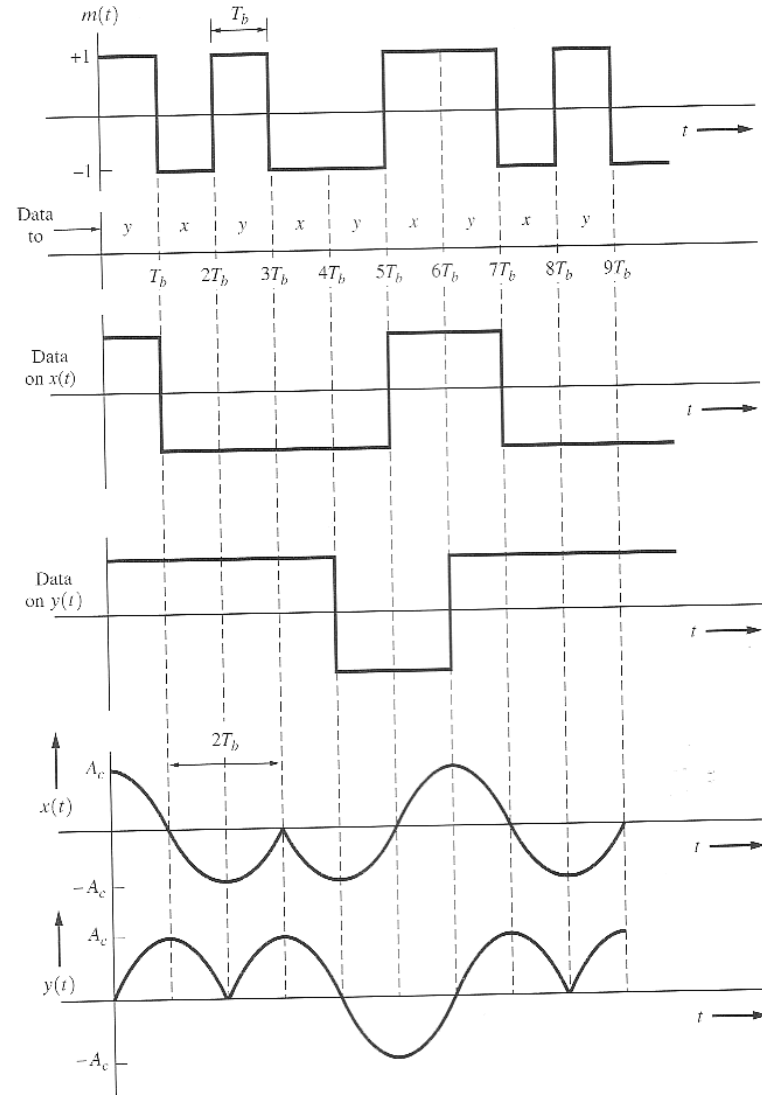 m(t)
T_b
+1
t
−1
Data to
y x y x y x y x y
T_b 2T_b 3T_b 4T_b 5T_b 6T_b 7T_b 8T_b 9T_b
Data
on x(t)
t
Data
on y(t)
t
2T_b
A_c
x(t)
t
−A_c
A_c
y(t)
t
−A_c